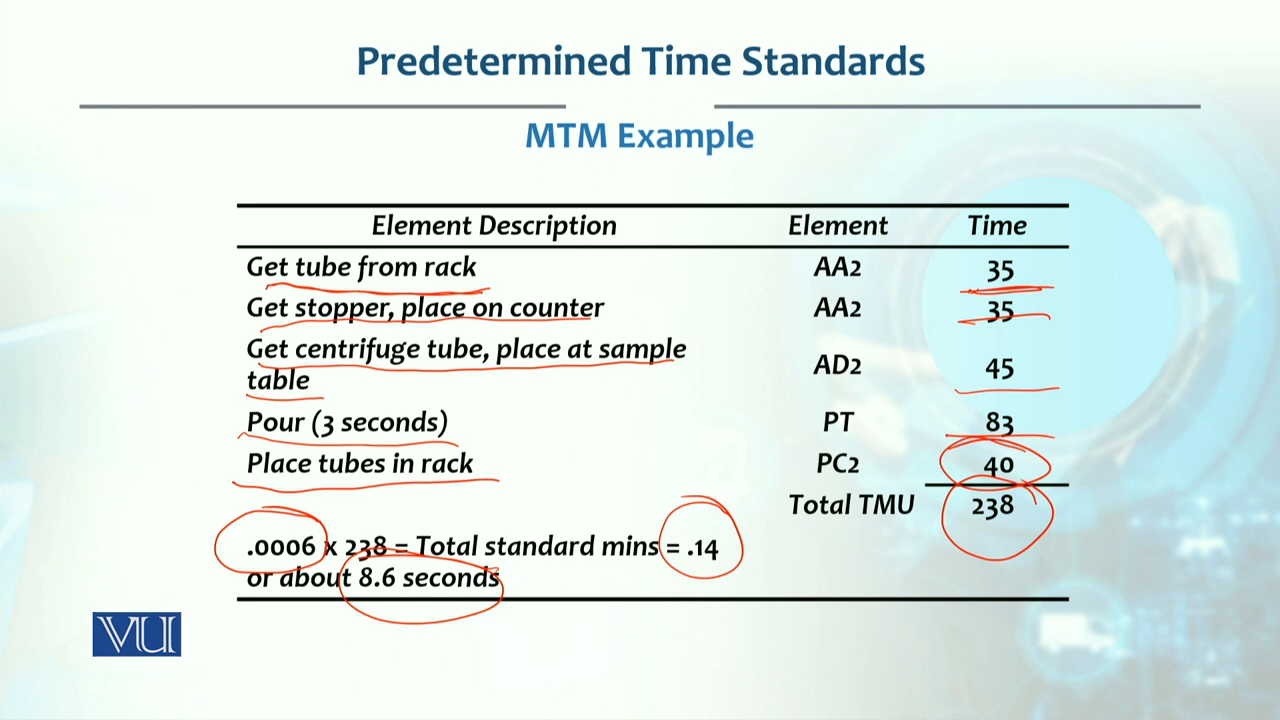 Predetermined Time Standards
MTM Example
Element Description Element Time
Get tube from rack AA2 35
Get stopper, place on counter AA2 35
Get centrifuge tube, place at sample
table AD2 45
Pour (3 seconds) PT 83
Place tubes in rack PC2 40
Total TMU 238
.0006 x 238 = Total standard mins = .14
or about 8.6 seconds
VU